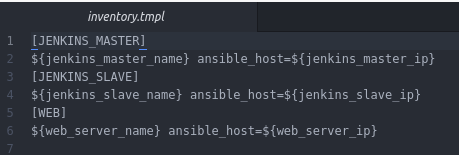 inventory.tmpl
1 [JENKINS_MASTER]
2 ${jenkins_master_name} ansible_host=${jenkins_master_ip}
3 [JENKINS_SLAVE]
4 ${jenkins_slave_name} ansible_host=${jenkins_slave_ip}
5 [WEB]
6 ${web_server_name} ansible_host=${web_server_ip}
7